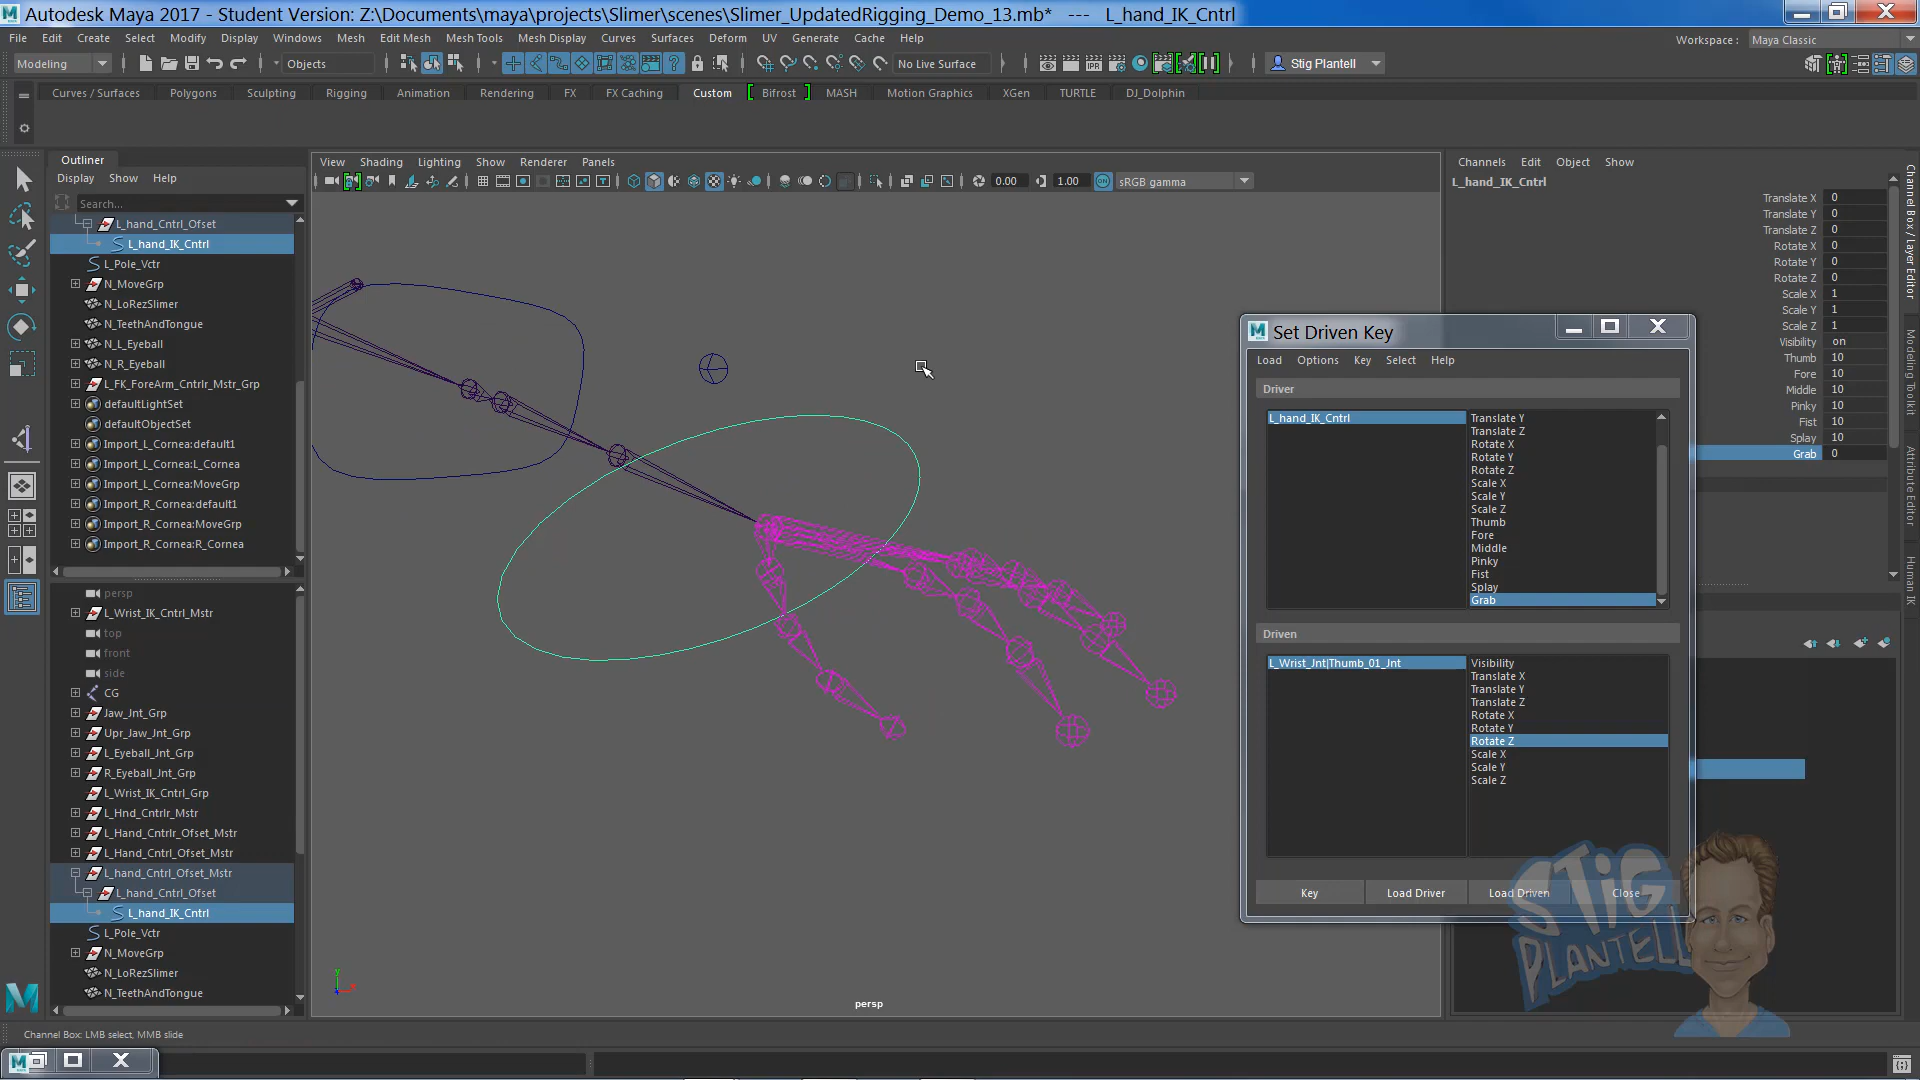 Autodesk Maya 2017 - Student Version: Z:\Documents\maya\projects\Slimer\scenes\Slimer_UpdatedRigging_Demo_13.mb* --- L_hand_IK_Cntrl
File Edit Create Select Modify Display Windows Mesh Edit Mesh Mesh Tools Mesh Display Curves Surfaces Deform UV Generate Cache Help
Workspace : Maya Classic
Modeling Objects No Live Surface Stig Plantell
Curves / Surfaces Polygons Sculpting Rigging Animation Rendering FX FX Caching Custom Bifrost MASH Motion Graphics XGen TURTLE DJ_Dolphin
Outliner
Display Show Help
Search...
L_hand_Cntrl_Ofset
L_hand_IK_Cntrl
L_Pole_Vctr
N_MoveGrp
N_LoRezSlimer
N_TeethAndTongue
N_L_Eyeball
N_R_Eyeball
L_FK_ForeArm_Cntrlr_Mstr_Grp
defaultLightSet
defaultObjectSet
Import_L_Cornea:default1
Import_L_Cornea:L_Cornea
Import_L_Cornea:MoveGrp
Import_R_Cornea:default1
Import_R_Cornea:MoveGrp
Import_R_Cornea:R_Cornea
persp
L_Wrist_IK_Cntrl_Mstr
top
front
side
CG
Jaw_Jnt_Grp
Upr_Jaw_Jnt_Grp
L_Eyeball_Jnt_Grp
R_Eyeball_Jnt_Grp
L_Wrist_IK_Cntrl_Grp
L_Hnd_Cntrlr_Mstr
L_Hand_Cntrlr_Ofset_Mstr
L_Hand_Cntrl_Ofset_Mstr
L_hand_Cntrl_Ofset_Mstr
L_hand_Cntrl_Ofset
L_hand_IK_Cntrl
L_Pole_Vctr
N_MoveGrp
N_LoRezSlimer
N_TeethAndTongue
View Shading Lighting Show Renderer Panels
0.00 1.00 sRGB gamma
y
persp
Set Driven Key
Load Options Key Select Help
Driver
L_hand_IK_Cntrl
Translate Y
Translate Z
Rotate X
Rotate Y
Rotate Z
Scale X
Scale Y
Scale Z
Thumb
Fore
Middle
Pinky
Fist
Splay
Grab
Driven
L_Wrist_Jnt|Thumb_01_Jnt
Visibility
Translate X
Translate Y
Translate Z
Rotate X
Rotate Y
Rotate Z
Scale X
Scale Y
Scale Z
Key Load Driver Load Driven Close
Channels Edit Object Show
L_hand_IK_Cntrl
Translate X 0
Translate Y 0
Translate Z 0
Rotate X 0
Rotate Y 0
Rotate Z 0
Scale X 1
Scale Y 1
Scale Z 1
Visibility on
Thumb 10
Fore 10
Middle 10
Pinky 10
Fist 10
Splay 10
Grab 0
Channel Box / Layer Editor
Modeling Toolkit
Attribute Editor
Human IK
STIG
PLANTELL
Channel Box: LMB select, MMB slide